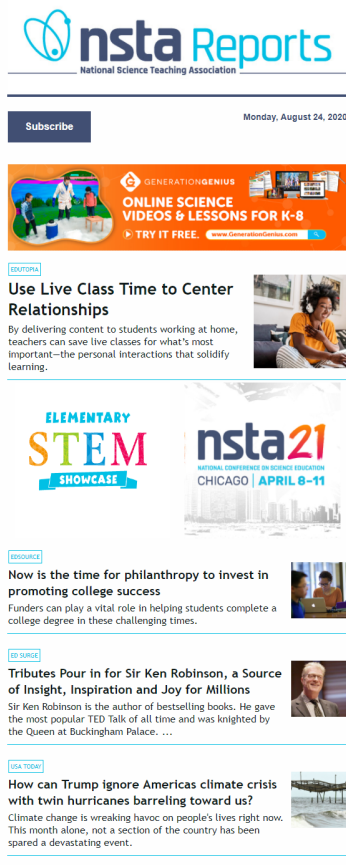 nsta Reports
National Science Teaching Association
Subscribe
Monday, August 24, 2020
GENERATIONGENIUS
ONLINE SCIENCE
VIDEOS & LESSONS FOR K-8
TRY IT FREE.
www.GenerationGenius.com
EDUTOPIA
Use Live Class Time to Center
Relationships
By delivering content to students working at home,
teachers can save live classes for what's most
important—the personal interactions that solidify
learning.
ELEMENTARY
STEM
SHOWCASE
nsta21
NATIONAL CONFERENCE ON SCIENCE EDUCATION
CHICAGO | APRIL 8-11
EDSOURCE
Now is the time for philanthropy to invest in
promoting college success
Funders can play a vital role in helping students complete a
college degree in these challenging times.
ED SURGE
Tributes Pour in for Sir Ken Robinson, a Source
of Insight, Inspiration and Joy for Millions
Sir Ken Robinson is the author of bestselling books. He gave
the most popular TED Talk of all time and was knighted by
the Queen at Buckingham Palace. ...
USA TODAY
How can Trump ignore Americas climate crisis
with twin hurricanes barreling toward us?
Climate change is wreaking havoc on people's lives right now.
This month alone, not a section of the country has been
spared a devastating event.